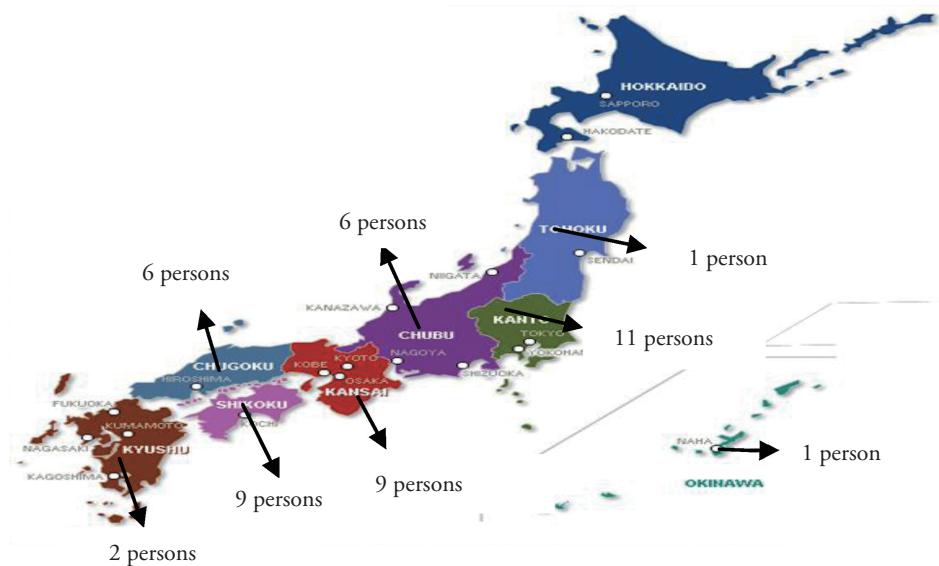 HOKKAIDO
SAPPORO
HAKODATE
6 persons
TOHOKU
1 person
SENDAI
6 persons
NIIGATA
KANAZAWA
KANTO
CHUBU
TOKYO
11 persons
YOKOHAMA
NAGOYA
SHIZUOKA
CHUGOKU
KOBE
KYOTO
HIROSHIMA
OSAKA
KANSAI
SHIKOKU
KOCHI
FUKUOKA
KUMAMOTO
NAGASAKI
KYUSHU
KAGOSHIMA
NAHA
1 person
OKINAWA
9 persons
9 persons
2 persons